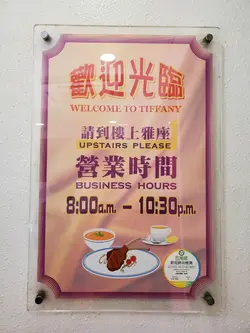 歡迎光臨
WELCOME TO TIFFANY
請到樓上雅座
UPSTAIRS PLEASE
營業時間
BUSINESS HOURS
8:00a.m. – 10:30p.m.